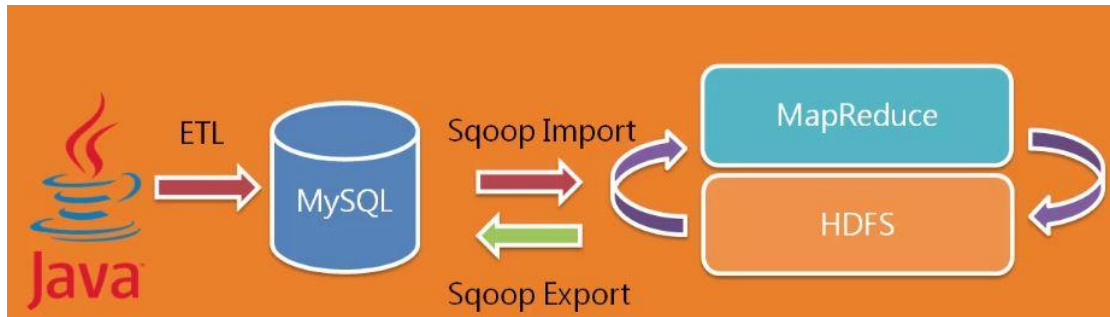 ETL
Java
MySQL
Sqoop Import
Sqoop Export
MapReduce
HDFS